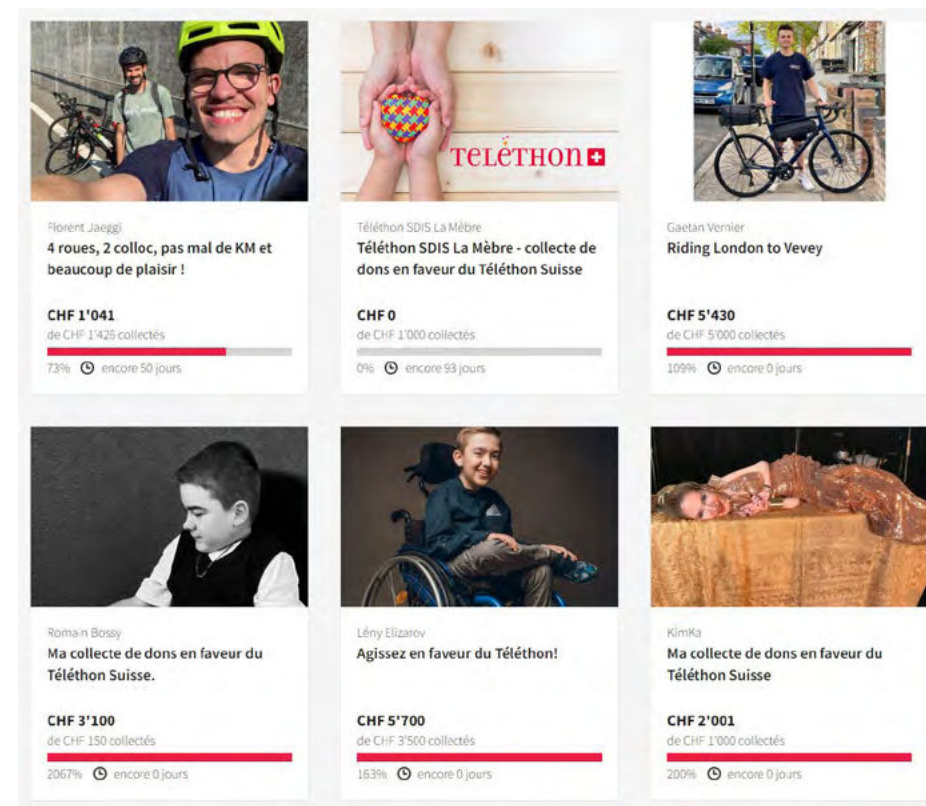 TELETHON
Florent Jaeggi
4 roues, 2 colloc, pas mal de KM et
beaucoup de plaisir !
CHF 1'041
de CHF 1'425 collectés
73% encore 50 jours
Téléthon SDIS La Mèbre
Téléthon SDIS La Mèbre - collecte de
dons en faveur du Téléthon Suisse
CHF 0
de CHF 1'000 collectés
0% encore 93 jours
Gaetan Vernier
Riding London to Vevey
CHF 5'430
de CHF 5'000 collectés
109% encore 0 jours
Romain Bossy
Ma collecte de dons en faveur du
Téléthon Suisse.
CHF 3'100
de CHF 150 collectés
2067% encore 0 jours
Lény Elizarov
Agissez en faveur du Téléthon!
CHF 5'700
de CHF 3'500 collectés
163% encore 0 jours
KimKa
Ma collecte de dons en faveur du
Téléthon Suisse
CHF 2'001
de CHF 1'000 collectés
200% encore 0 jours